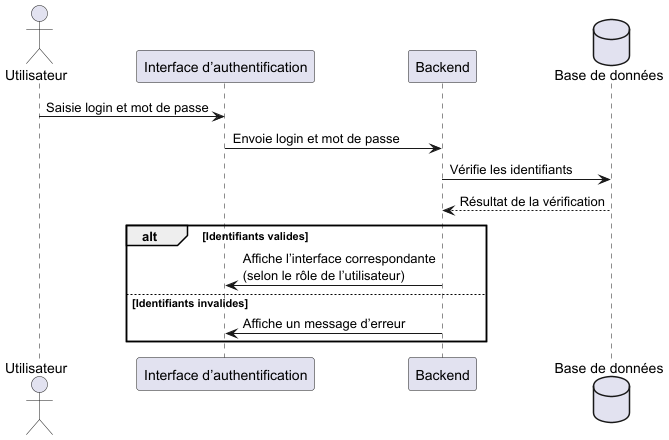 Utilisateur
Interface d’authentification
Backend
Base de données
Saisie login et mot de passe
Envoie login et mot de passe
Vérifie les identifiants
Résultat de la vérification
alt
[Identifiants valides]
Affiche l’interface correspondante
(selon le rôle de l’utilisateur)
[Identifiants invalides]
Affiche un message d’erreur
Utilisateur
Interface d’authentification
Backend
Base de données